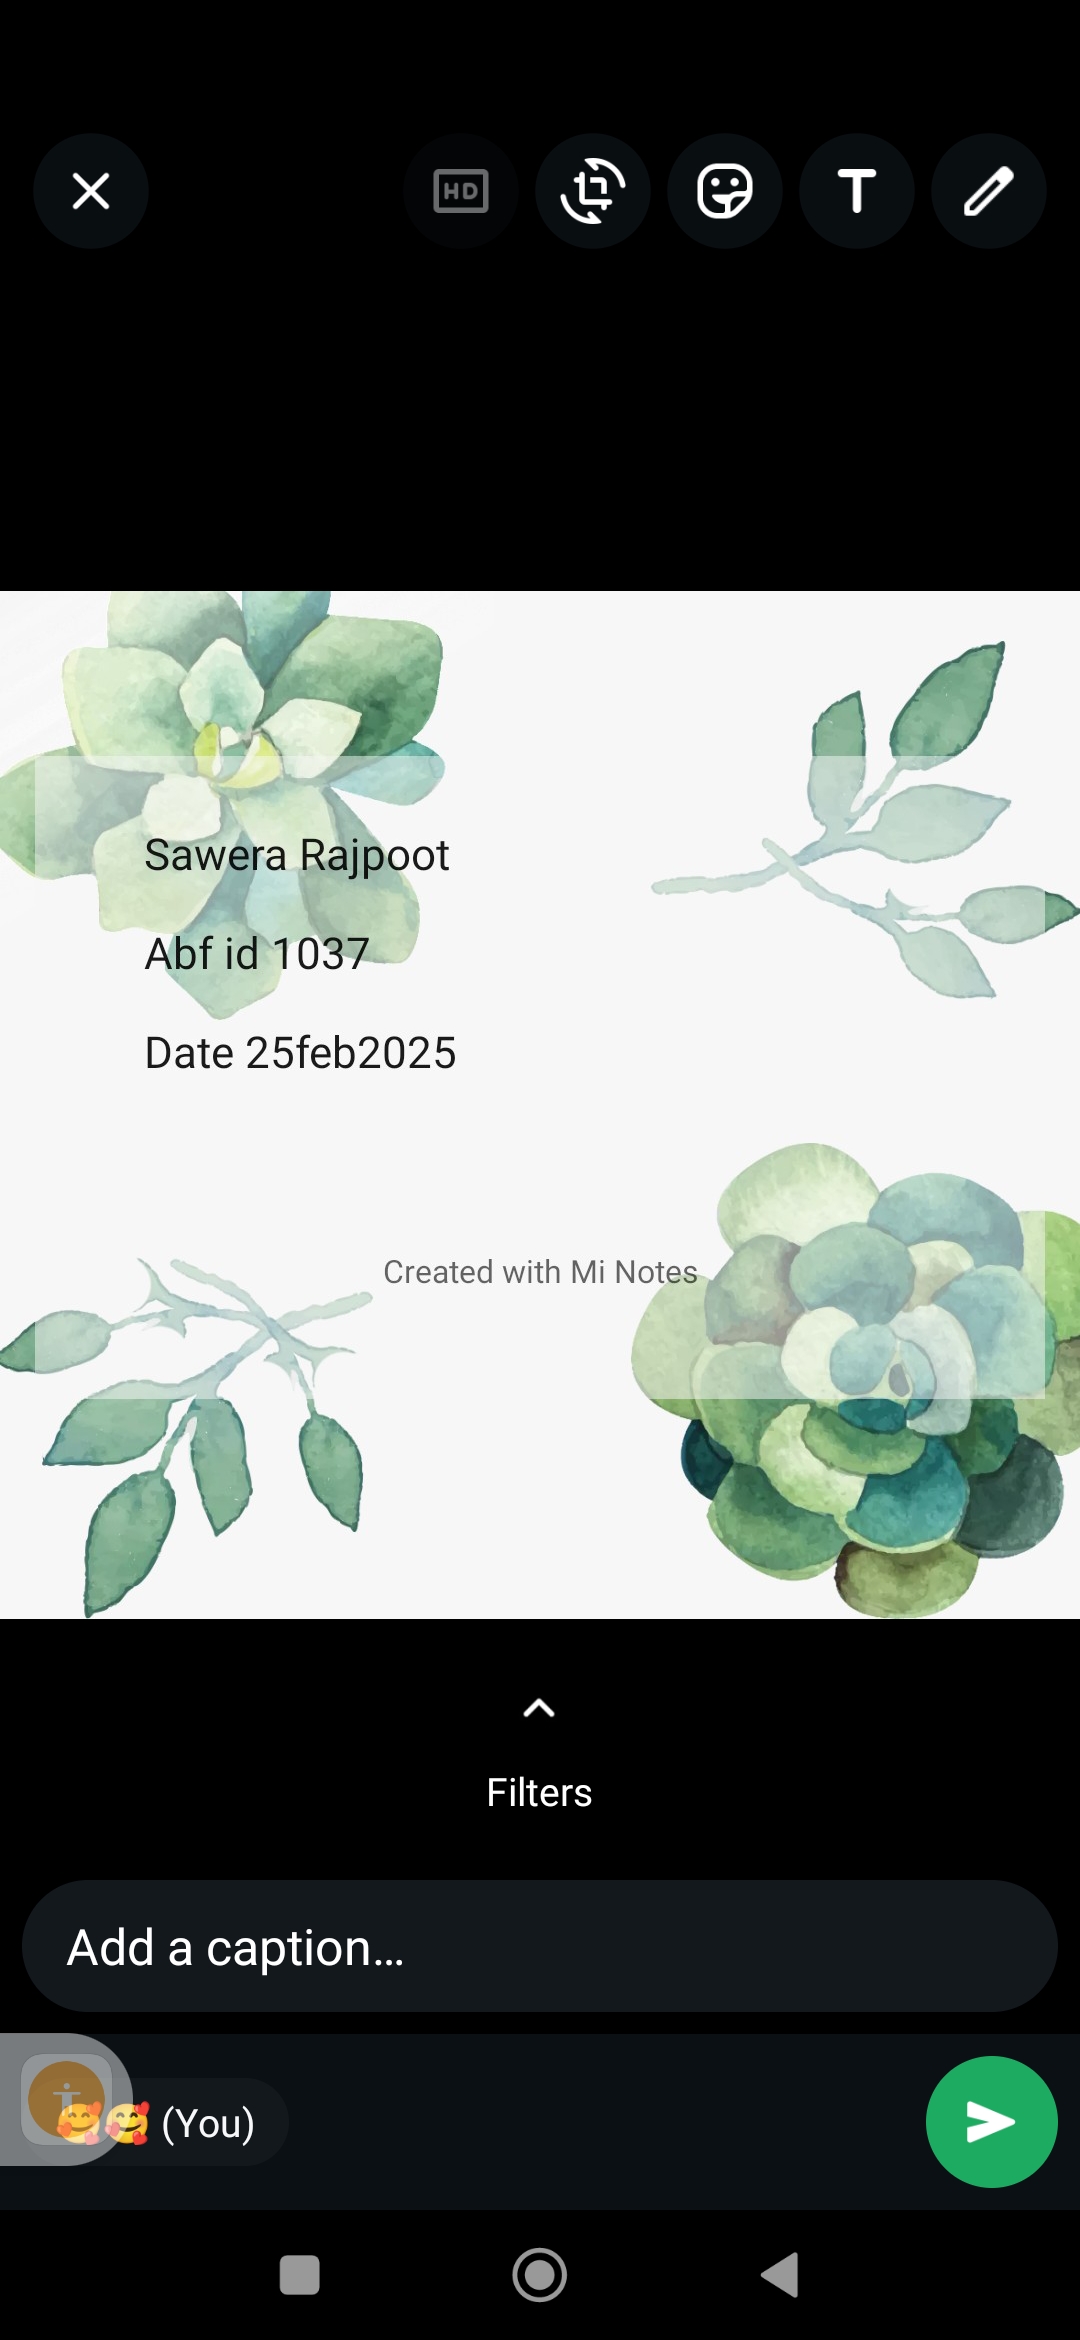 HD
T
Sawera Rajpoot
Abf id 1037
Date 25feb2025
Created with Mi Notes
Filters
Add a caption...
🥰🥰 (You)